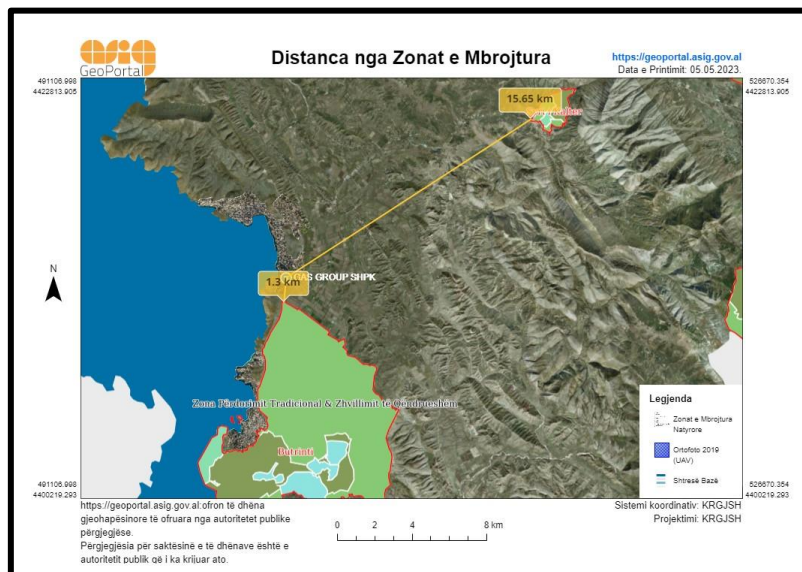 asig
GeoPortal
Distanca nga Zonat e Mbrojtura
https://geoportal.asig.gov.al
Data e Printimit: 05.05.2023.
491106.998
4422813.905
526670.354
4422813.905
15.65 km
N
GAS GROUP SHPK
1.3 km
Zona Përdorimit Tradicional & Zhvillimit të Qëndrueshëm
Butrinti
Legjenda
Zonat e Mbrojtura
Natyrore
Ortofoto 2019
(UAV)
Shtresë Bazë
491106.998
4400219.293
526670.354
4400219.293
https://geoportal.asig.gov.al:ofron të dhëna
gjeohapësinore të ofruara nga autoritetet publike
përgjegjëse.
Përgjegjësia për saktësinë e të dhënave është e
autoritetit publik që i ka krijuar ato.
0 2 4 8 km
Sistemi koordinativ: KRGJSH
Projektimi: KRGJSH